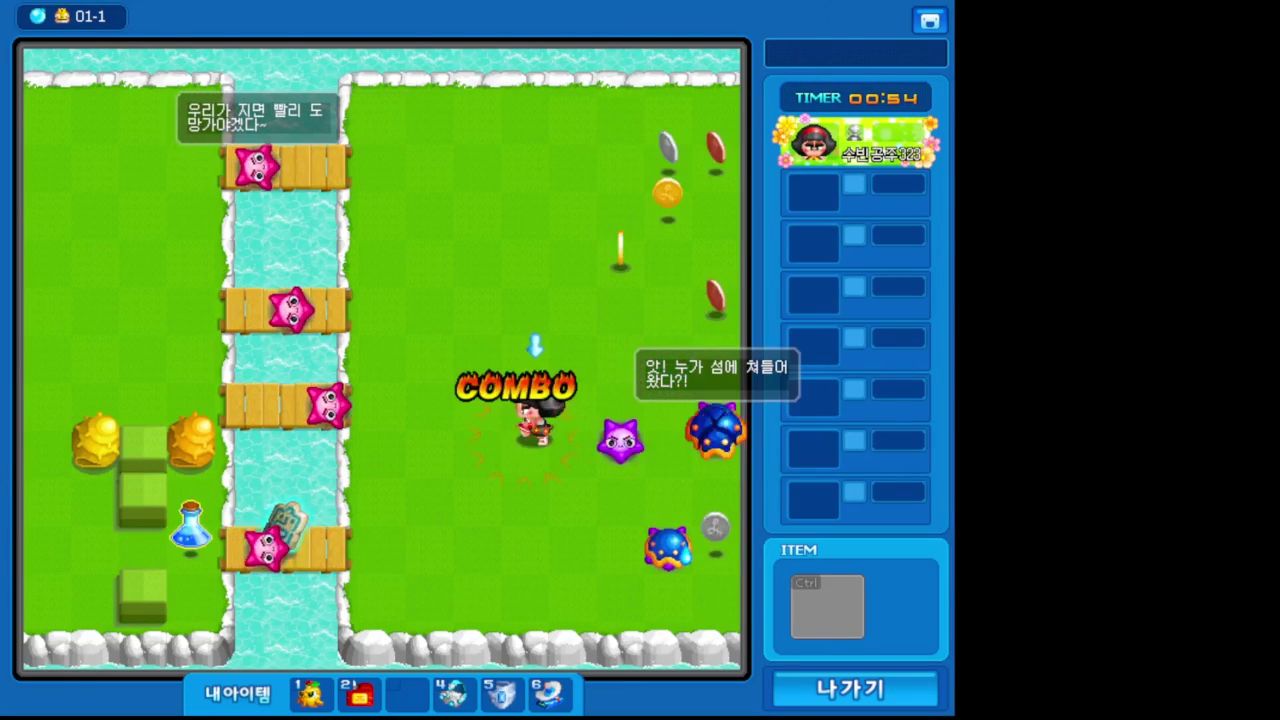 01-1
우리가 지면 빨리 도
망가야겠다~
TIMER 00:54
수빈공주323
COMBO
앗! 누가 섬에 쳐들어
왔다?!
ITEM
Ctrl
내아이템
1
2
4
5
6
나가기